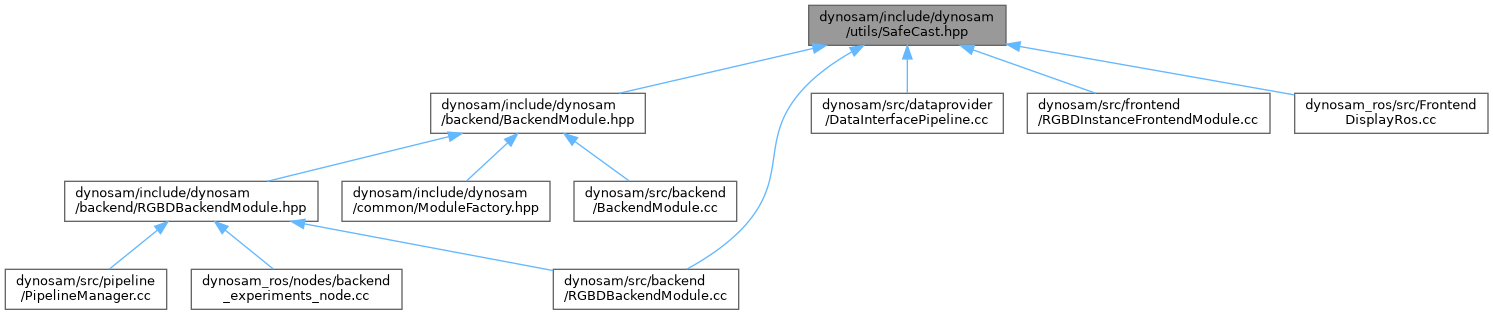 dynosam/include/dynosam
/utils/SafeCast.hpp
dynosam/include/dynosam
/backend/BackendModule.hpp
dynosam/src/dataprovider
/DataInterfacePipeline.cc
dynosam/src/frontend
/RGBDInstanceFrontendModule.cc
dynosam_ros/src/Frontend
DisplayRos.cc
dynosam/include/dynosam
/backend/RGBDBackendModule.hpp
dynosam/include/dynosam
/common/ModuleFactory.hpp
dynosam/src/backend
/BackendModule.cc
dynosam/src/pipeline
/PipelineManager.cc
dynosam_ros/nodes/backend
_experiments_node.cc
dynosam/src/backend
/RGBDBackendModule.cc